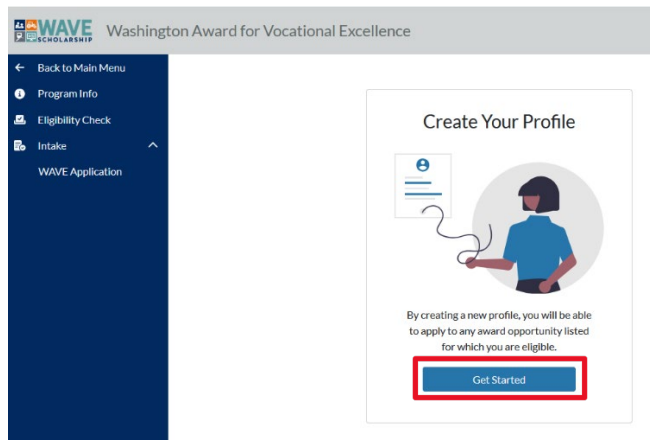 WAVE
SCHOLARSHIP
Washington Award for Vocational Excellence
Back to Main Menu
Program Info
Eligibility Check
Intake
WAVE Application
Create Your Profile
By creating a new profile, you will be able
to apply to any award opportunity listed
for which you are eligible.
Get Started